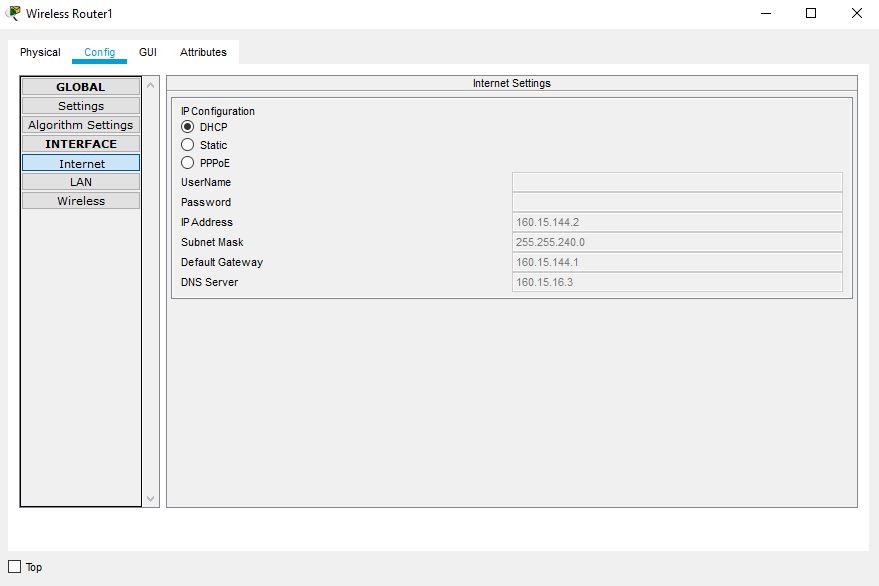 Wireless Router1
Physical Config GUI Attributes
GLOBAL
Settings
Algorithm Settings
INTERFACE
Internet
LAN
Wireless
Internet Settings
IP Configuration
DHCP
Static
PPPoE
UserName
Password
IP Address 160.15.144.2
Subnet Mask 255.255.240.0
Default Gateway 160.15.144.1
DNS Server 160.15.16.3
Top